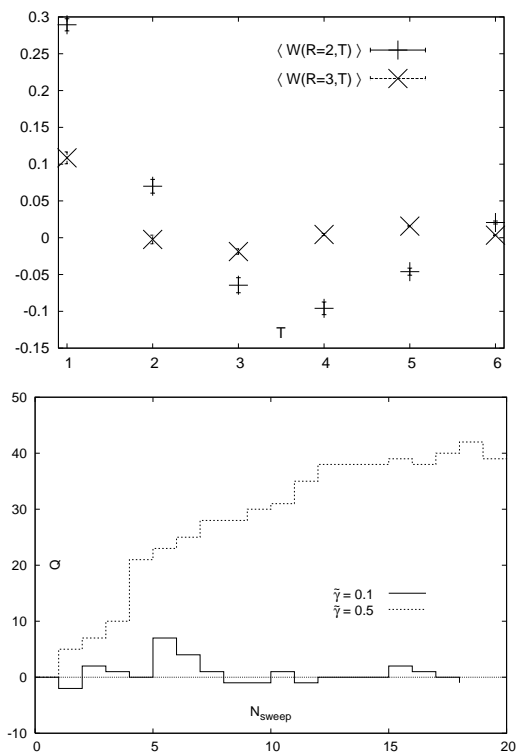 0.3
0.25
0.2
0.15
0.1
0.05
0
-0.05
-0.1
-0.15
⟨ W(R=2,T) ⟩
⟨ W(R=3,T) ⟩
T
1 2 3 4 5 6
50
40
30
20
10
0
-10
Q
γ̃ = 0.1
γ̃ = 0.5
N_sweep
0 5 10 15 20